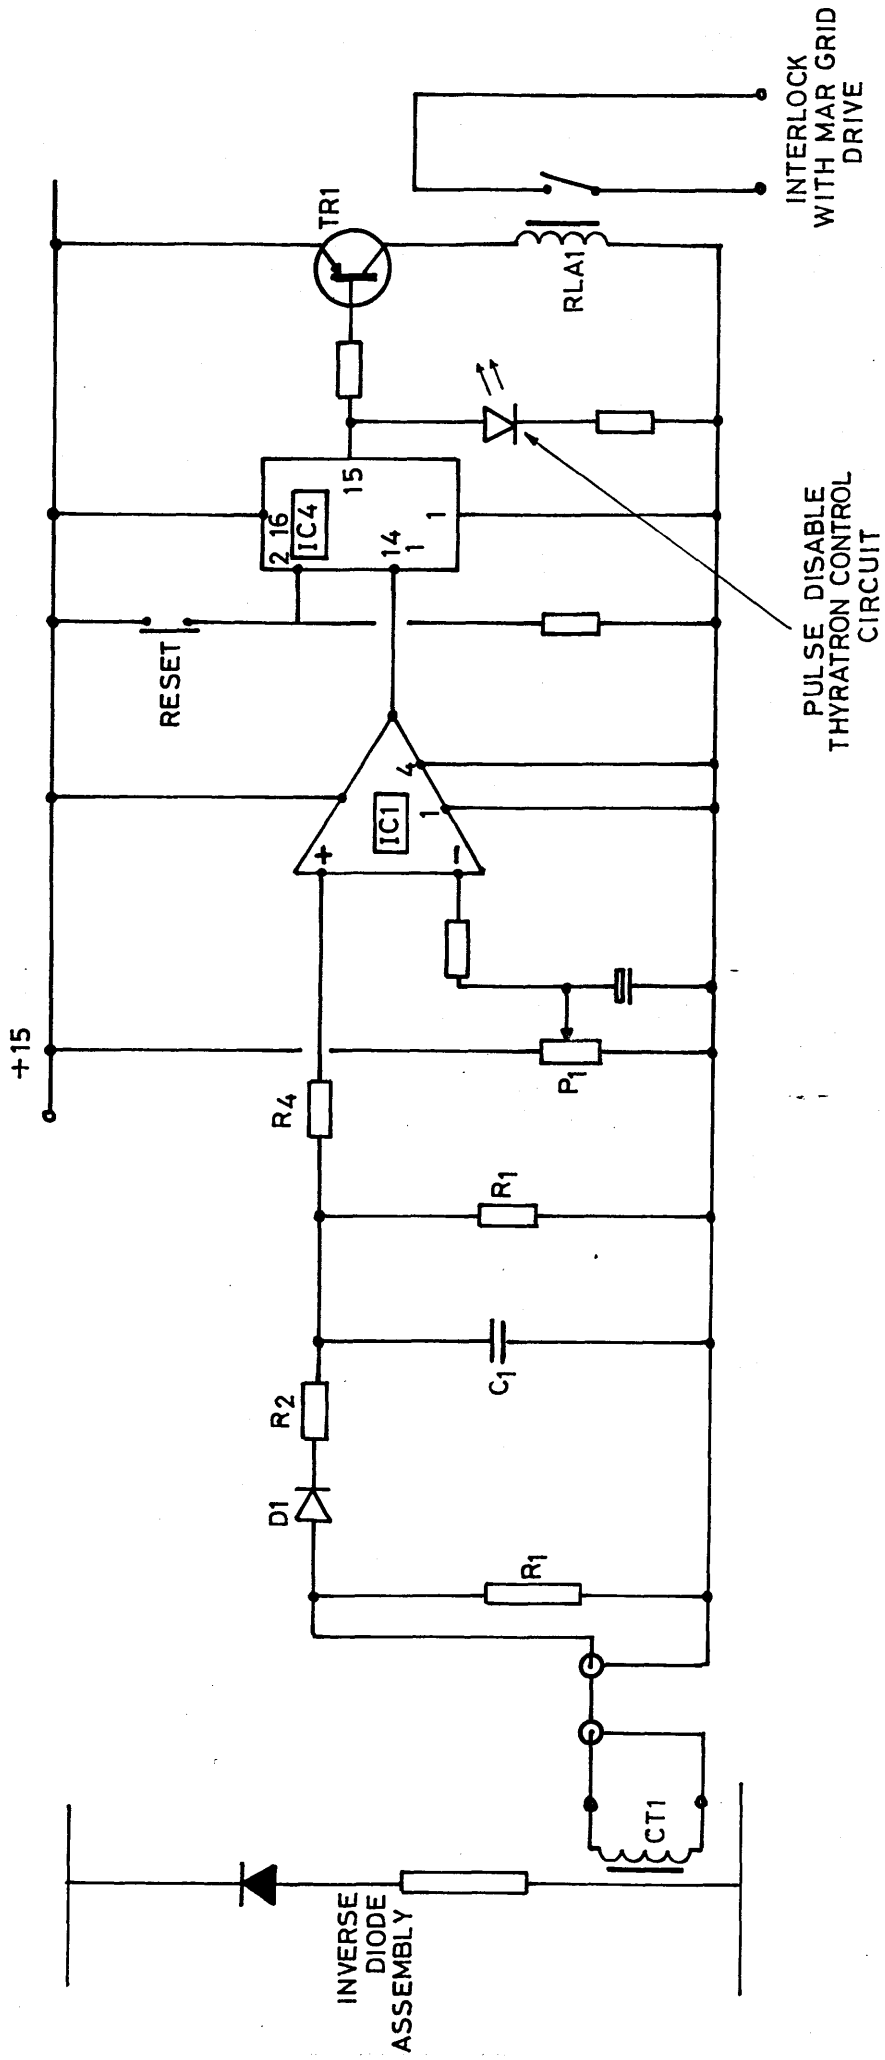 +15
INVERSE
DIODE
ASSEMBLY
CT1
R1
D1
R2
C1
R1
R4
P1
+
−
IC1
1
4
RESET
2 16
IC4
14
1
15
1
TR1
RLA1
PULSE DISABLE
THYRATRON CONTROL
CIRCUIT
INTERLOCK
WITH MAR GRID
DRIVE